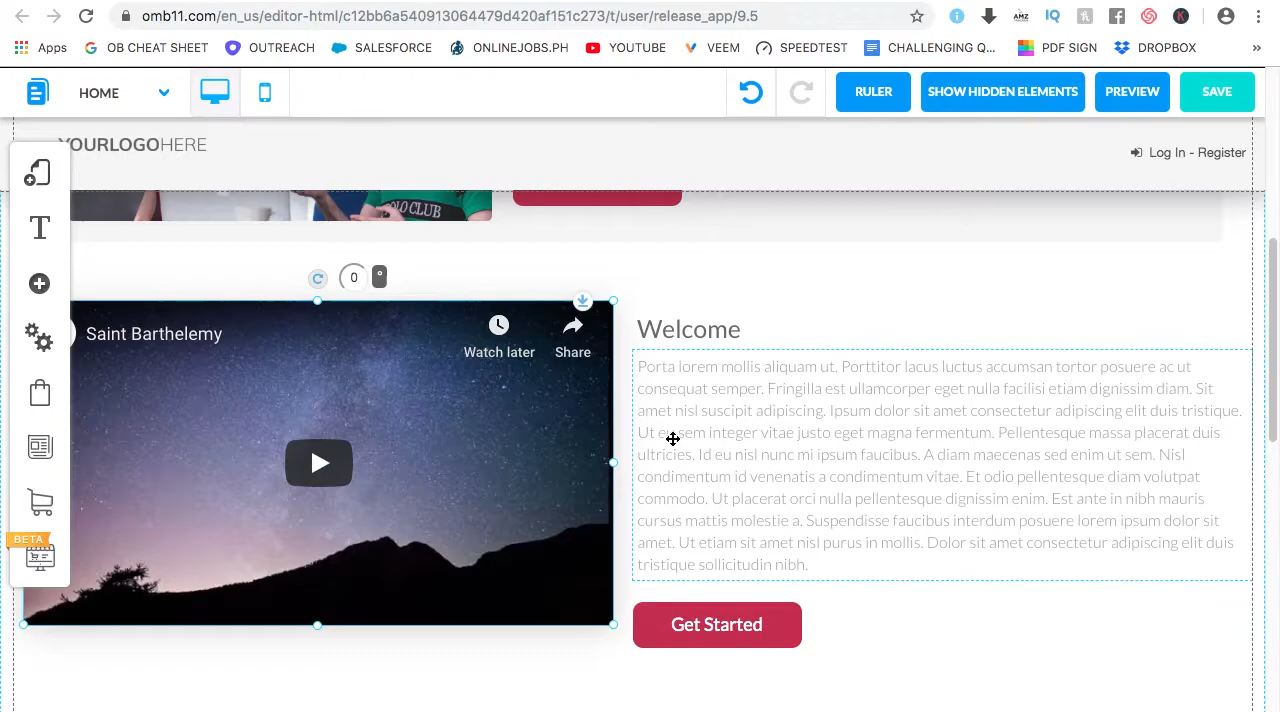 omb11.com/en_us/editor-html/c12bb6a540913064479d420af151c273/t/user/release_app/9.5
Apps OB CHEAT SHEET OUTREACH SALESFORCE ONLINEJOBS.PH YOUTUBE VEEM SPEEDTEST CHALLENGING Q... PDF SIGN DROPBOX »
AMZ IQ K
HOME RULER SHOW HIDDEN ELEMENTS PREVIEW SAVE
YOURLOGOHERE
Log In - Register
POLO CLUB
0 °
Saint Barthelemy
Watch later Share
Welcome
Porta lorem mollis aliquam ut. Porttitor lacus luctus accumsan tortor posuere ac ut
consequat semper. Fringilla est ullamcorper eget nulla facilisi etiam dignissim diam. Sit
amet nisl suscipit adipiscing. Ipsum dolor sit amet consectetur adipiscing elit duis tristique.
Ut eu sem integer vitae justo eget magna fermentum. Pellentesque massa placerat duis
ultricies. Id eu nisl nunc mi ipsum faucibus. A diam maecenas sed enim ut sem. Nisl
condimentum id venenatis a condimentum vitae. Et odio pellentesque diam volutpat
commodo. Ut placerat orci nulla pellentesque dignissim enim. Est ante in nibh mauris
cursus mattis molestie a. Suspendisse faucibus interdum posuere lorem ipsum dolor sit
amet. Ut etiam sit amet nisl purus in mollis. Dolor sit amet consectetur adipiscing elit duis
tristique sollicitudin nibh.
Get Started
T
BETA